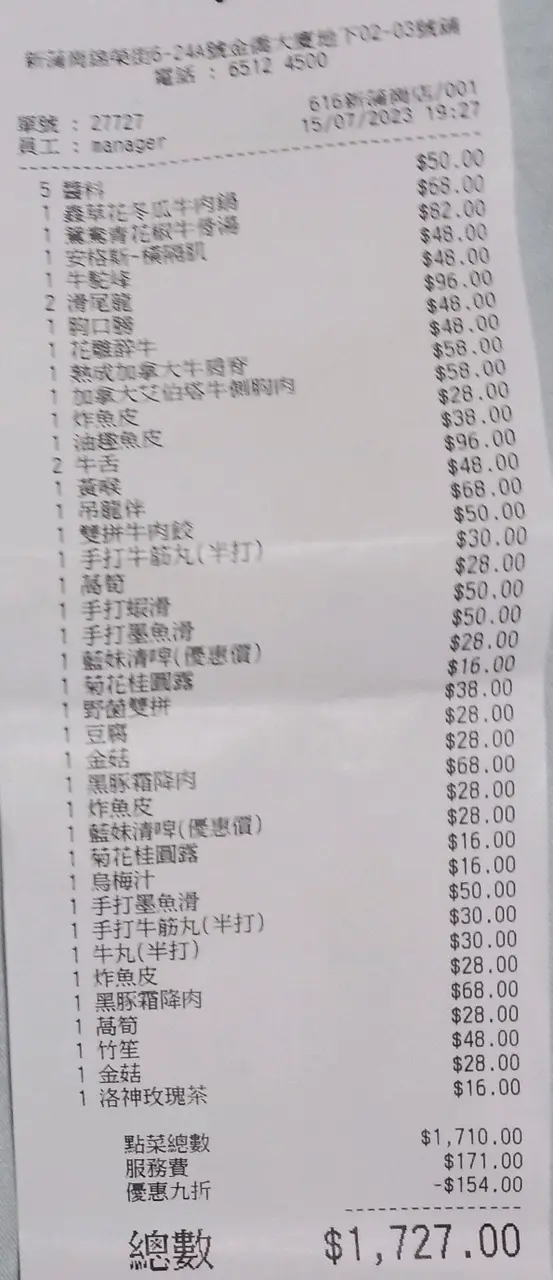 新蒲崗錦榮街6-24A號金濤大廈地下02-03號舖
電話 : 6512 4500
單號 : 27727 616新蒲崗店/001
員工 : manager 15/07/2023 19:27
5 醬料 $50.00
1 蟲草花冬瓜牛肉鍋 $68.00
1 鴛鴦青花椒牛骨湯 $82.00
1 安格斯-橫隔肌 $48.00
1 牛駝峰 $48.00
2 滑尾龍 $96.00
1 胸口朥 $48.00
1 花雕醉牛 $48.00
1 熟成加拿大牛肩脊 $58.00
1 加拿大艾伯塔牛側胸肉 $58.00
1 炸魚皮 $28.00
1 油趣魚皮 $38.00
2 牛舌 $96.00
1 黃喉 $48.00
1 吊龍伴 $68.00
1 雙拼牛肉餃 $50.00
1 手打牛筋丸(半打) $30.00
1 萵筍 $28.00
1 手打蝦滑 $50.00
1 手打墨魚滑 $50.00
1 藍妹清啤(優惠價) $28.00
1 菊花桂圓露 $16.00
1 野菌雙拼 $38.00
1 豆腐 $28.00
1 金菇 $28.00
1 黑豚霜降肉 $68.00
1 炸魚皮 $28.00
1 藍妹清啤(優惠價) $28.00
1 菊花桂圓露 $16.00
1 烏梅汁 $16.00
1 手打墨魚滑 $50.00
1 手打牛筋丸(半打) $30.00
1 牛丸(半打) $30.00
1 炸魚皮 $28.00
1 黑豚霜降肉 $68.00
1 萵筍 $28.00
1 竹笙 $48.00
1 金菇 $28.00
1 洛神玫瑰茶 $16.00
點菜總數 $1,710.00
服務費 $171.00
優惠九折 -$154.00
總數 $1,727.00